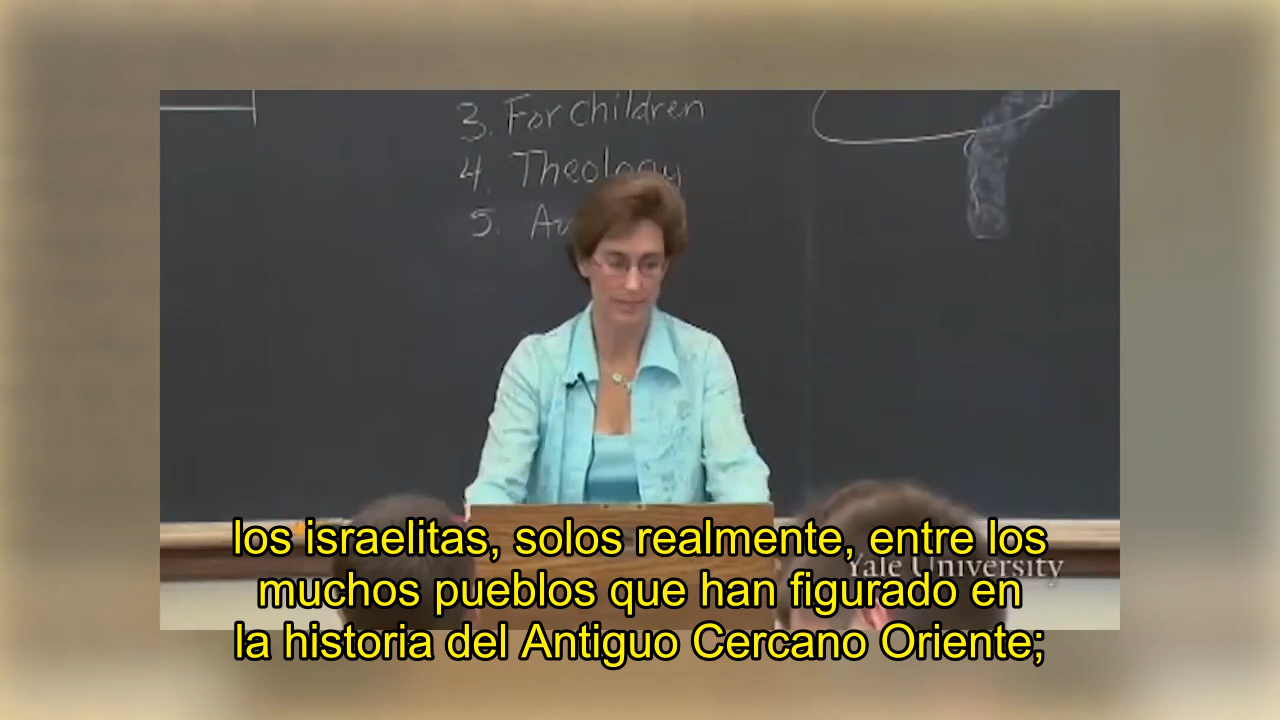 3. For children
4. Theology
5.
los israelitas, solos realmente, entre los
Yale University
muchos pueblos que han figurado en
la historia del Antiguo Cercano Oriente;